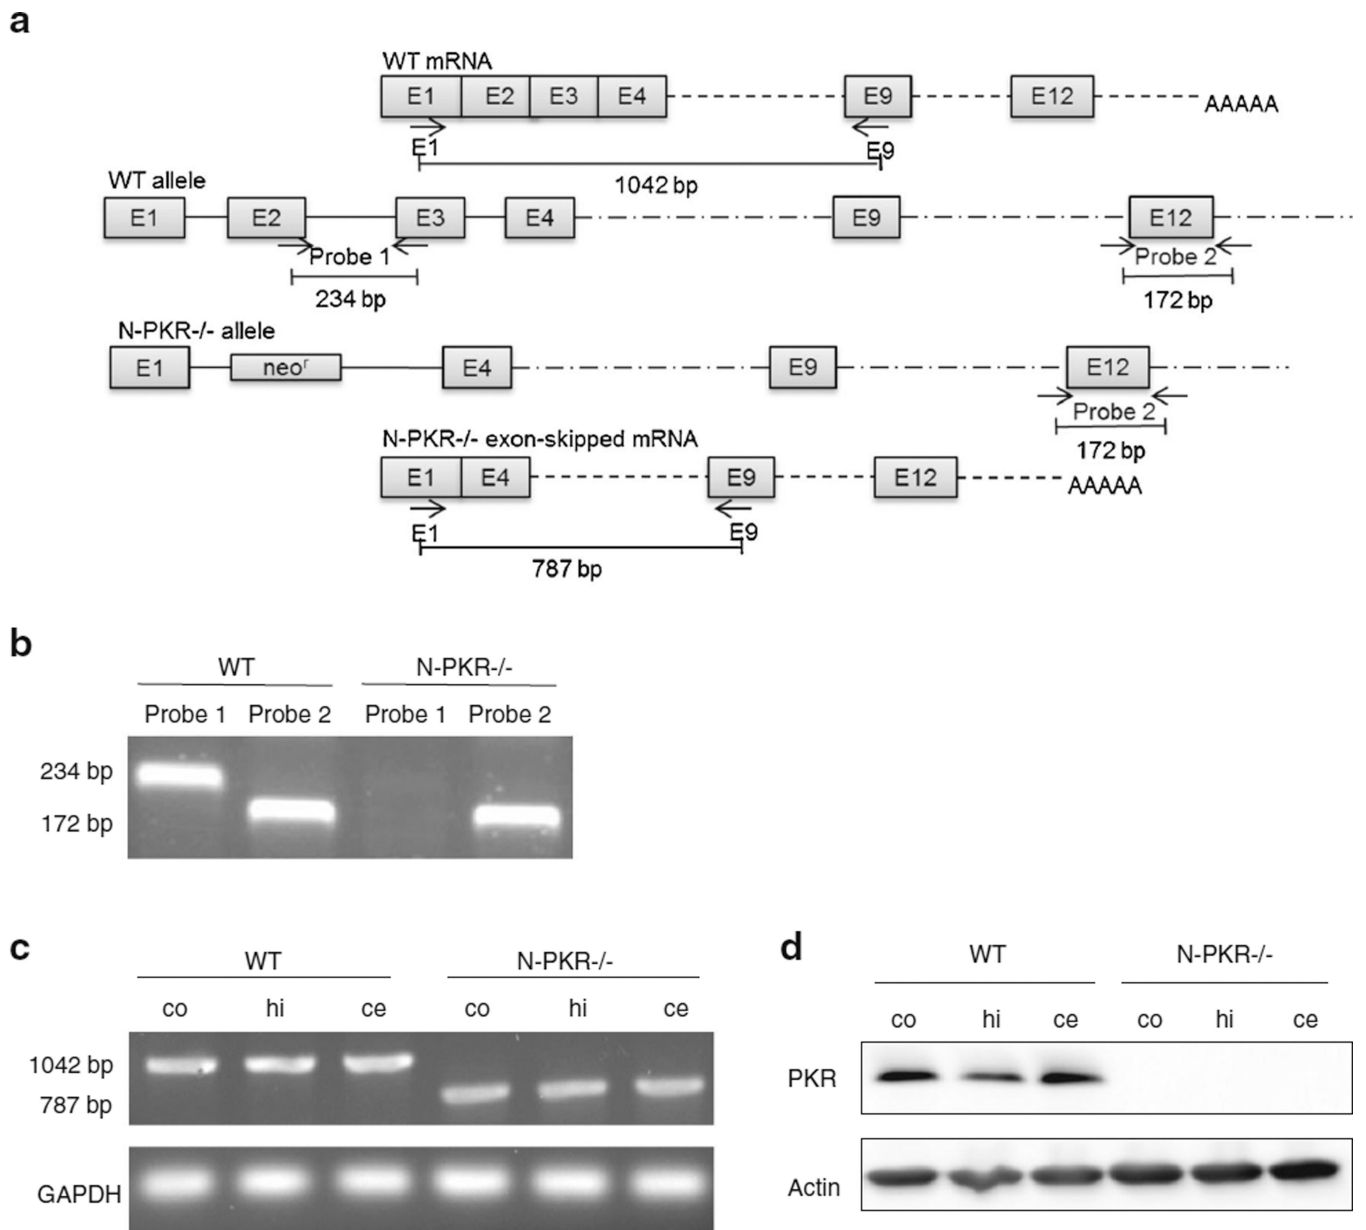 a
WT mRNA
E1 E2 E3 E4 E9 E12 AAAAA
E1 E9
1042 bp
WT allele
E1 E2 E3 E4 E9 E12
Probe 1 Probe 2
234 bp 172 bp
N-PKR-/- allele
E1 neoʳ E4 E9 E12
Probe 2
172 bp
N-PKR-/- exon-skipped mRNA
E1 E4 E9 E12 AAAAA
E1 E9
787 bp
b
WT N-PKR-/-
Probe 1 Probe 2 Probe 1 Probe 2
234 bp
172 bp
c
WT N-PKR-/-
co hi ce co hi ce
1042 bp
787 bp
GAPDH
d
WT N-PKR-/-
co hi ce co hi ce
PKR
Actin